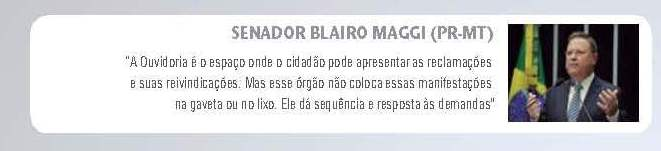 SENADOR BLAIRO MAGGI (PR-MT)
"A Ouvidoria é o espaço onde o cidadão pode apresentar as reclamações
e suas reivindicações. Mas esse órgão não coloca essas manifestações
na gaveta ou no lixo. Ele dá sequência e resposta às demandas"